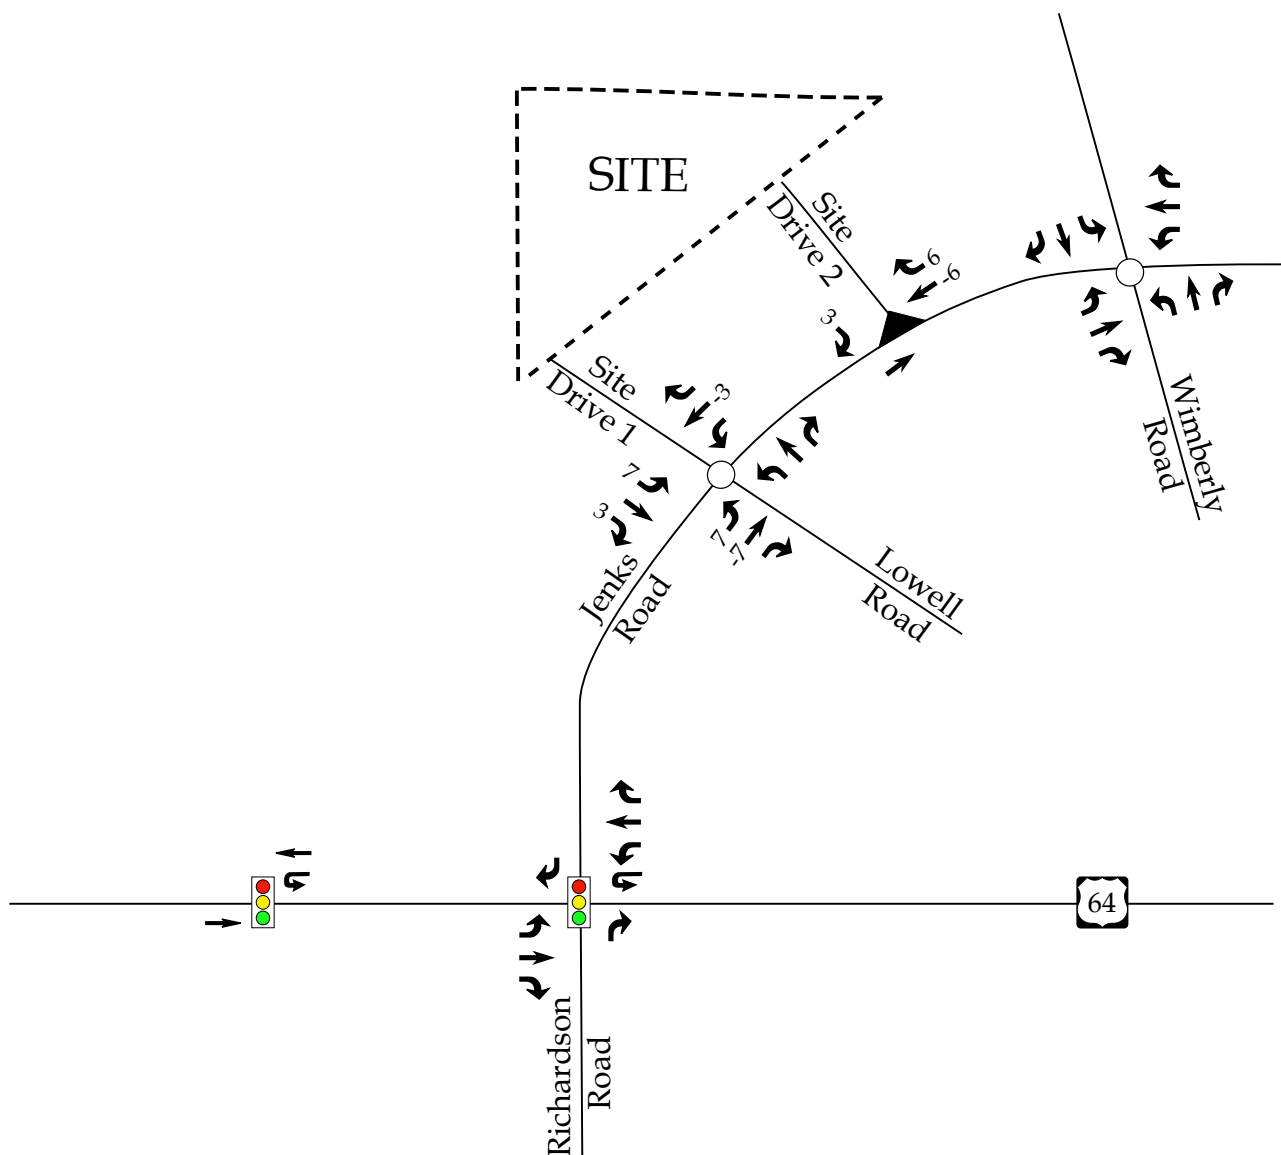 SITE
Site
Drive 2
6
-6
3
Site
Drive 1
-3
7
3
7
-7
Wimberly
Road
Lowell
Road
Jenks
Road
64
Richardson
Road